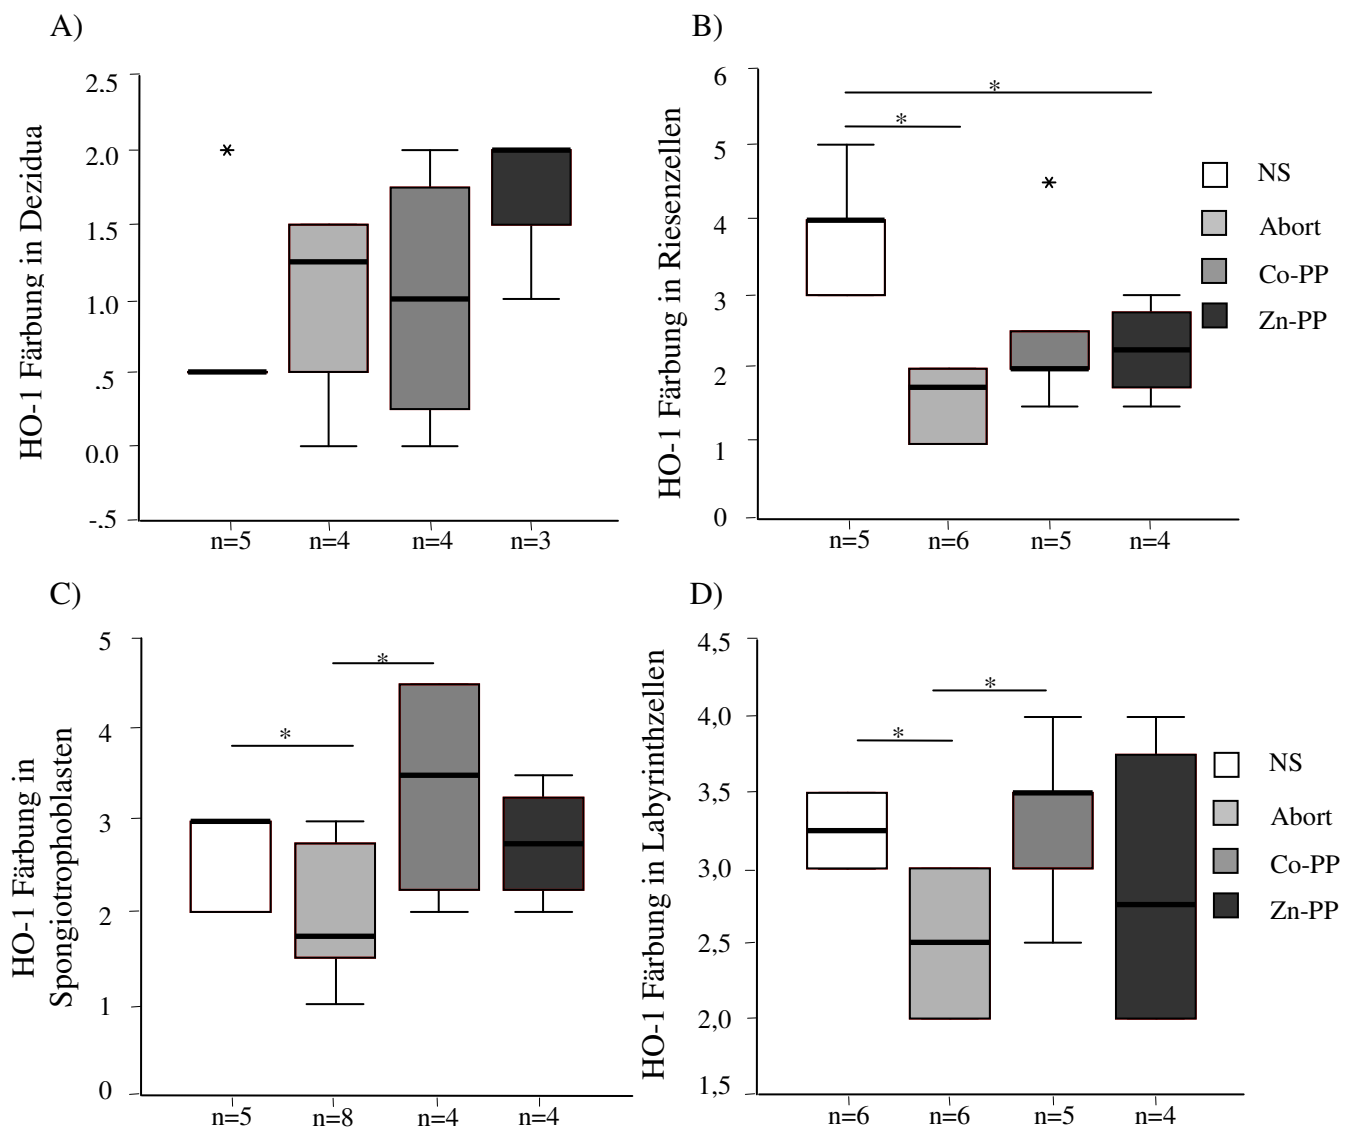 A)
HO-1 Färbung in Dezidua
2.5
2.0
1.5
1.0
.5
0.0
-.5
*
n=5
n=4
n=4
n=3
B)
HO-1 Färbung in Riesenzellen
6
5
4
3
2
1
0
*
*
*
n=5
n=6
n=5
n=4
NS
Abort
Co-PP
Zn-PP
C)
HO-1 Färbung in
Spongiotrophoblasten
5
4
3
2
1
0
*
*
n=5
n=8
n=4
n=4
D)
HO-1 Färbung in Labyrinthzellen
4,5
4,0
3,5
3,0
2,5
2,0
1,5
*
*
n=6
n=6
n=5
n=4
NS
Abort
Co-PP
Zn-PP